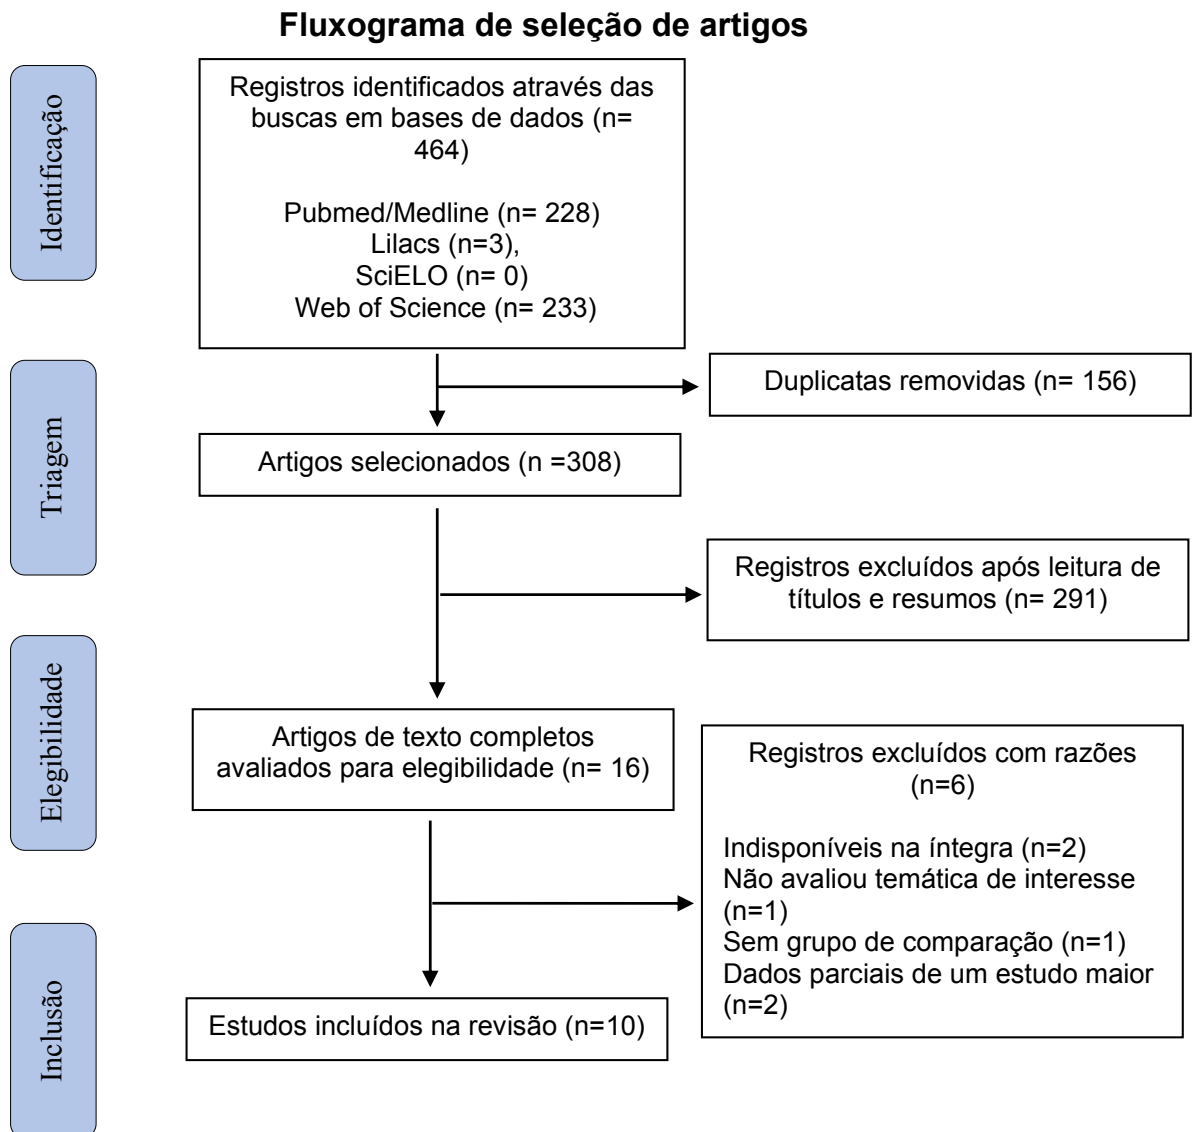 Fluxograma de seleção de artigos
Identificação
Registros identificados através das
buscas em bases de dados (n=
464)
Pubmed/Medline (n= 228)
Lilacs (n=3),
SciELO (n= 0)
Web of Science (n= 233)
Duplicatas removidas (n= 156)
Triagem
Artigos selecionados (n =308)
Registros excluídos após leitura de
títulos e resumos (n= 291)
Elegibilidade
Artigos de texto completos
avaliados para elegibilidade (n= 16)
Registros excluídos com razões
(n=6)
Indisponíveis na íntegra (n=2)
Não avaliou temática de interesse
(n=1)
Sem grupo de comparação (n=1)
Dados parciais de um estudo maior
(n=2)
Inclusão
Estudos incluídos na revisão (n=10)